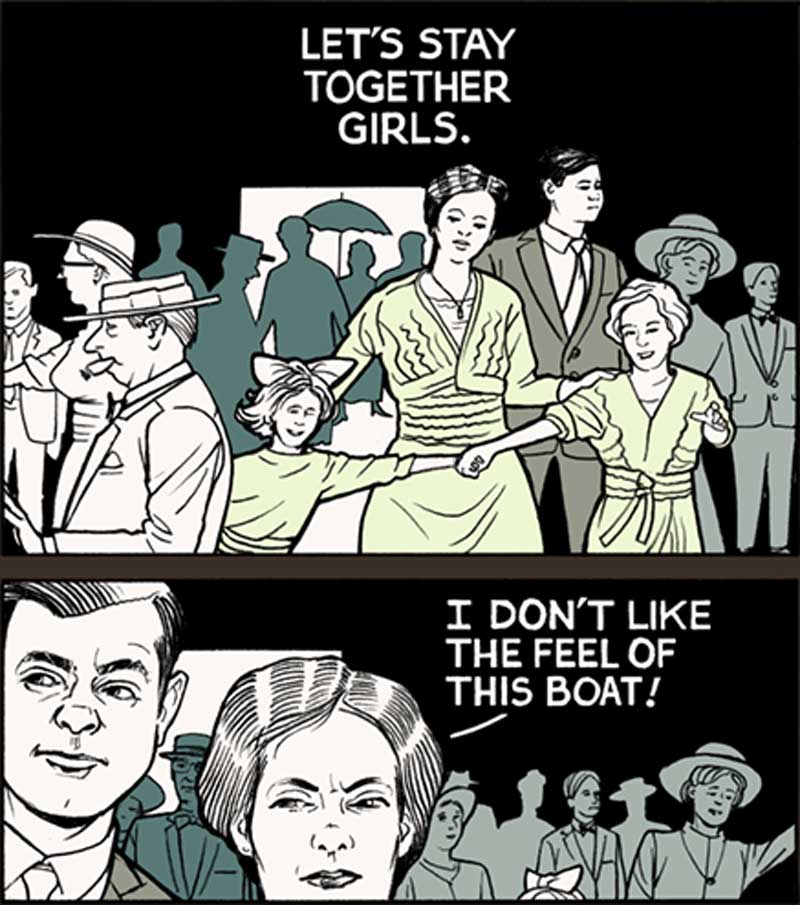 LET'S STAY
TOGETHER
GIRLS.
I DON'T LIKE
THE FEEL OF
THIS BOAT!